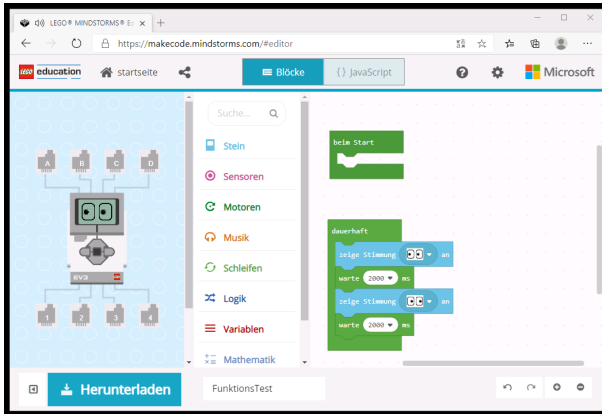 LEGO® MINDSTORMS® E
https://makecode.mindstorms.com/#editor
LEGO education
startseite
Blöcke
{ } JavaScript
Microsoft
Suche...
Stein
Sensoren
Motoren
Musik
Schleifen
Logik
Variablen
Mathematik
A B C D
EV3
1 2 3 4
beim Start
dauerhaft
zeige Stimmung an
warte 2000 ms
zeige Stimmung an
warte 2000 ms
Herunterladen
FunktionsTest